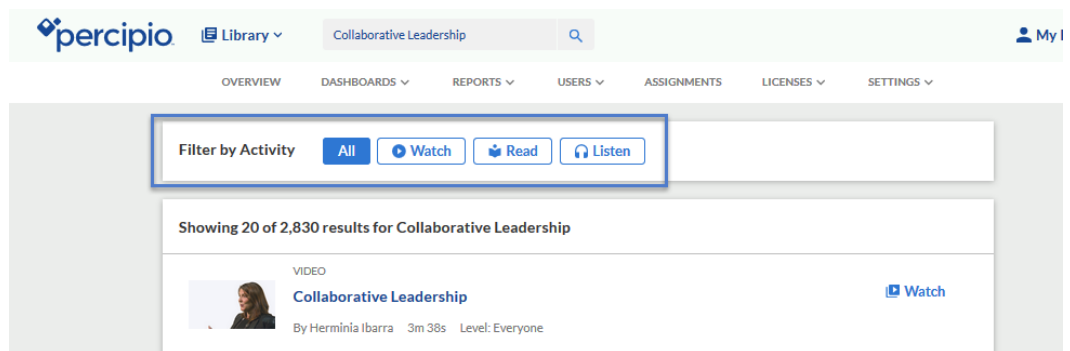 percipio. Library Collaborative Leadership
OVERVIEW DASHBOARDS REPORTS USERS ASSIGNMENTS LICENSES SETTINGS
Filter by Activity All Watch Read Listen
Showing 20 of 2,830 results for Collaborative Leadership
VIDEO
Collaborative Leadership Watch
By Herminia Ibarra 3m 38s Level: Everyone